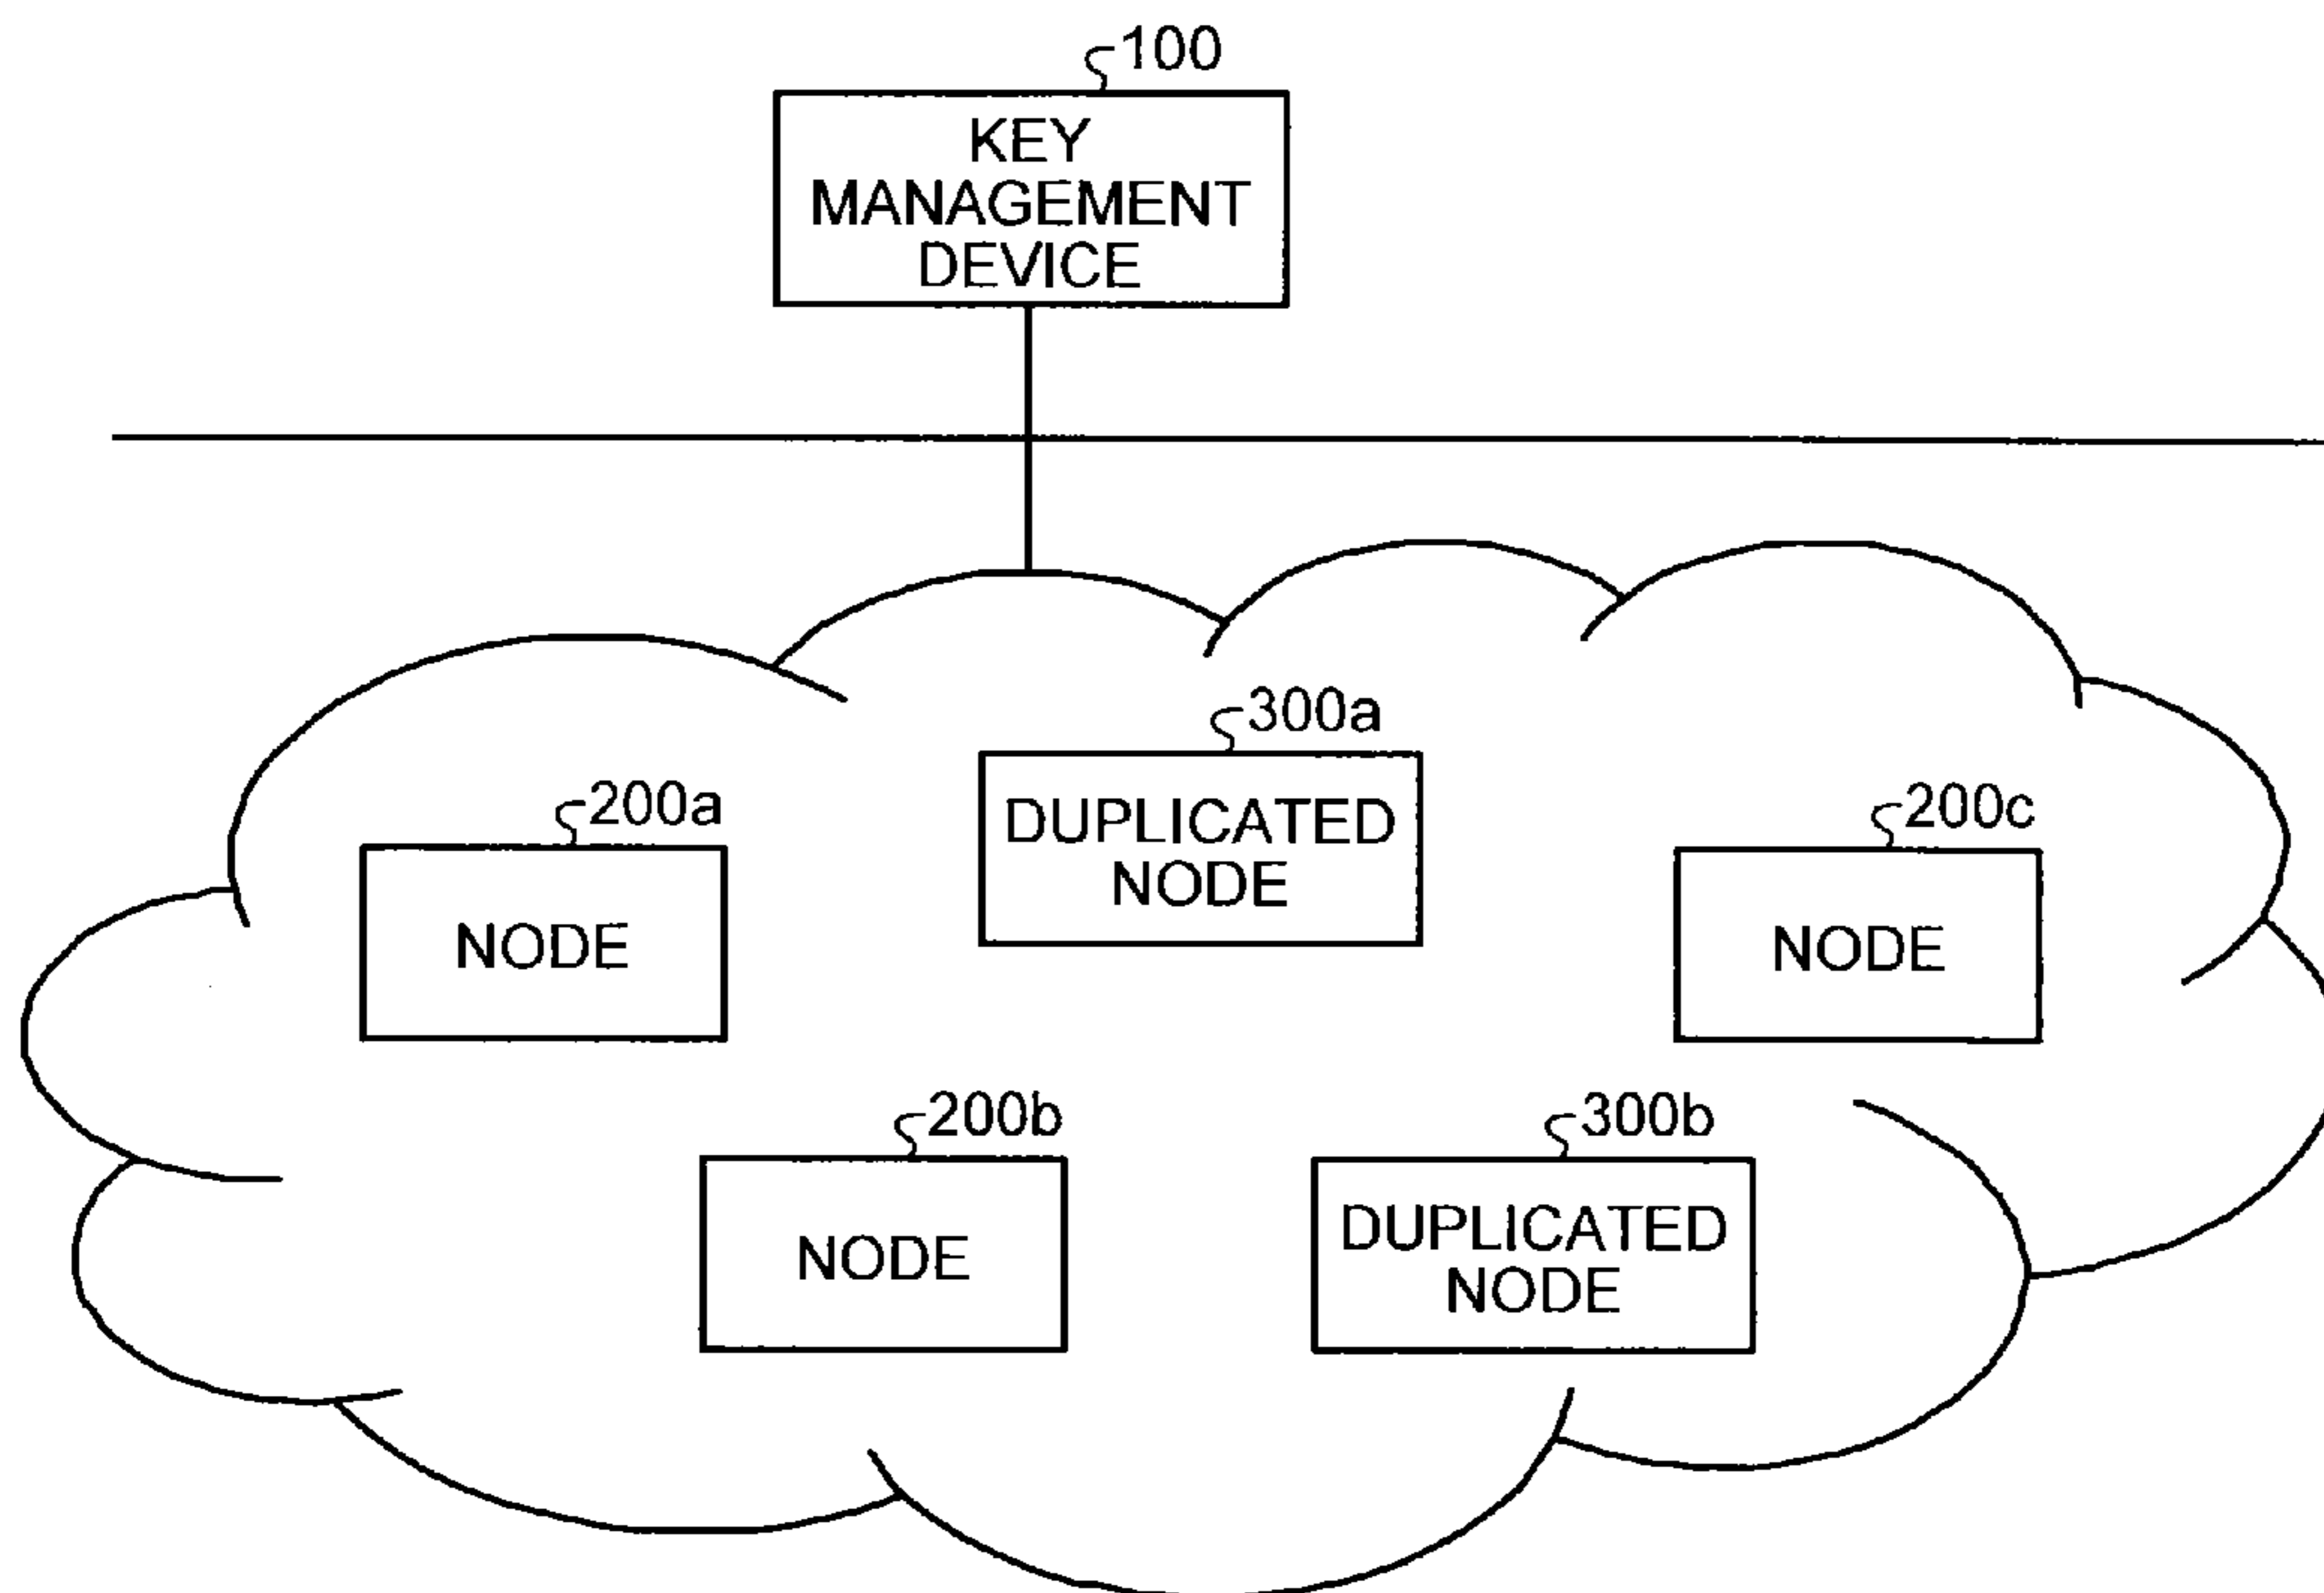 100
KEY
MANAGEMENT
DEVICE
300a
DUPLICATED
NODE
200a
NODE
200c
NODE
200b
NODE
300b
DUPLICATED
NODE